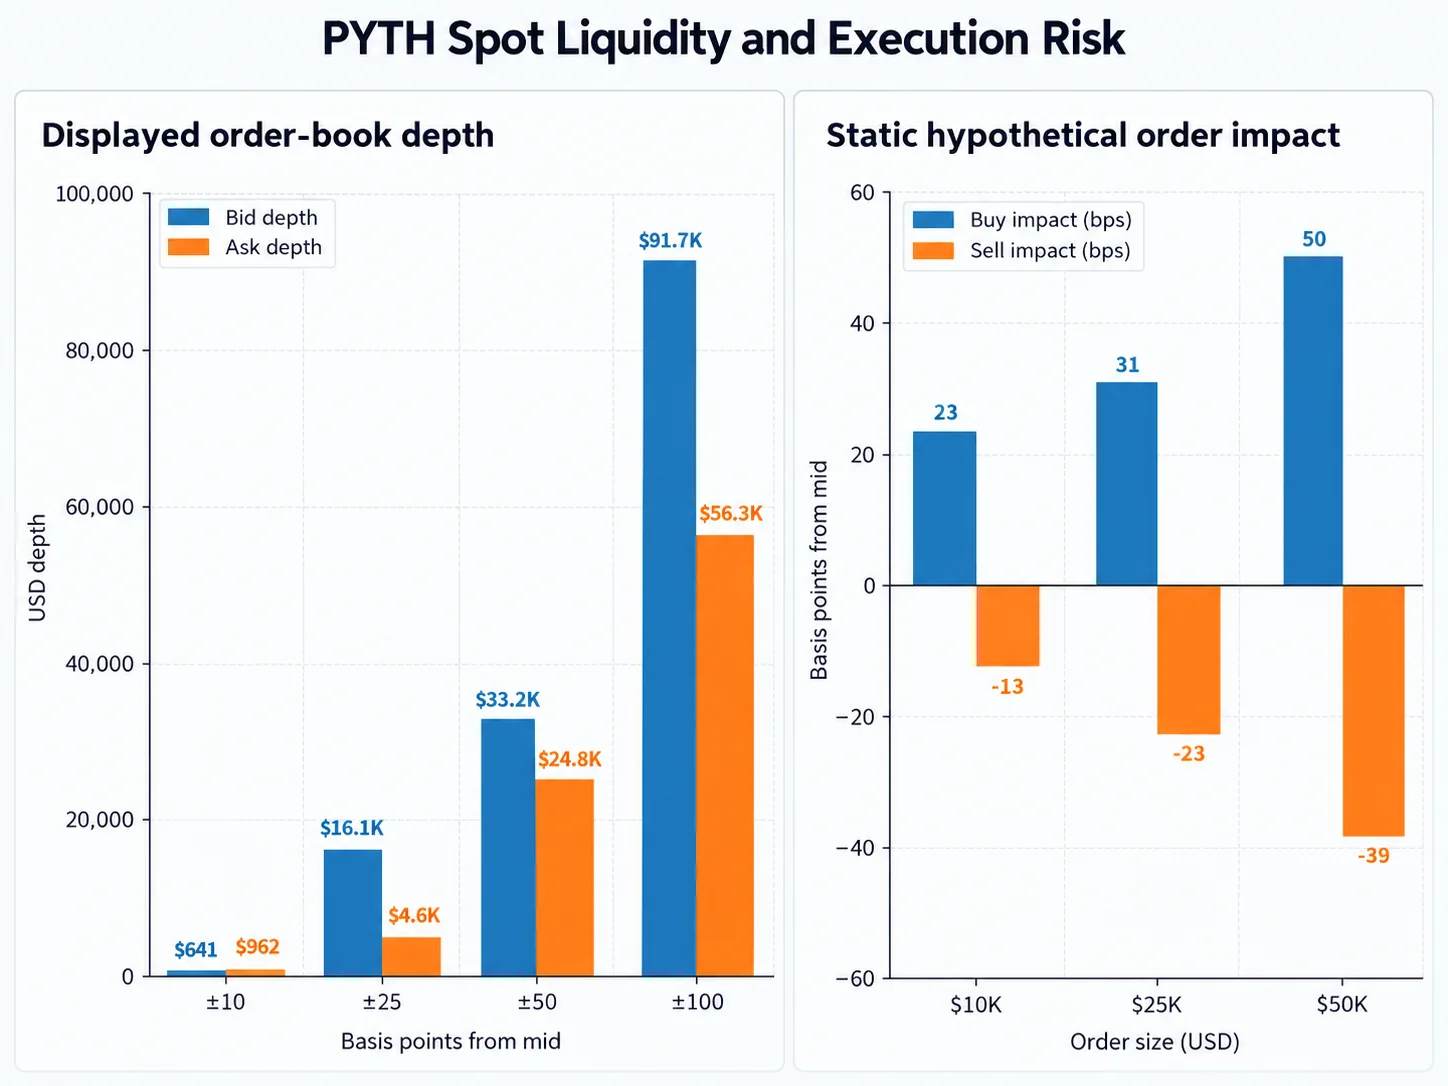 PYTH Spot Liquidity and Execution Risk
Displayed order-book depth
100,000
80,000
60,000
40,000
20,000
0
USD depth
Bid depth
Ask depth
$641
$962
$16.1K
$4.6K
$33.2K
$24.8K
$91.7K
$56.3K
±10
±25
±50
±100
Basis points from mid
Static hypothetical order impact
60
40
20
0
−20
−40
−60
Basis points from mid
Buy impact (bps)
Sell impact (bps)
23
-13
31
-23
50
-39
$10K
$25K
$50K
Order size (USD)